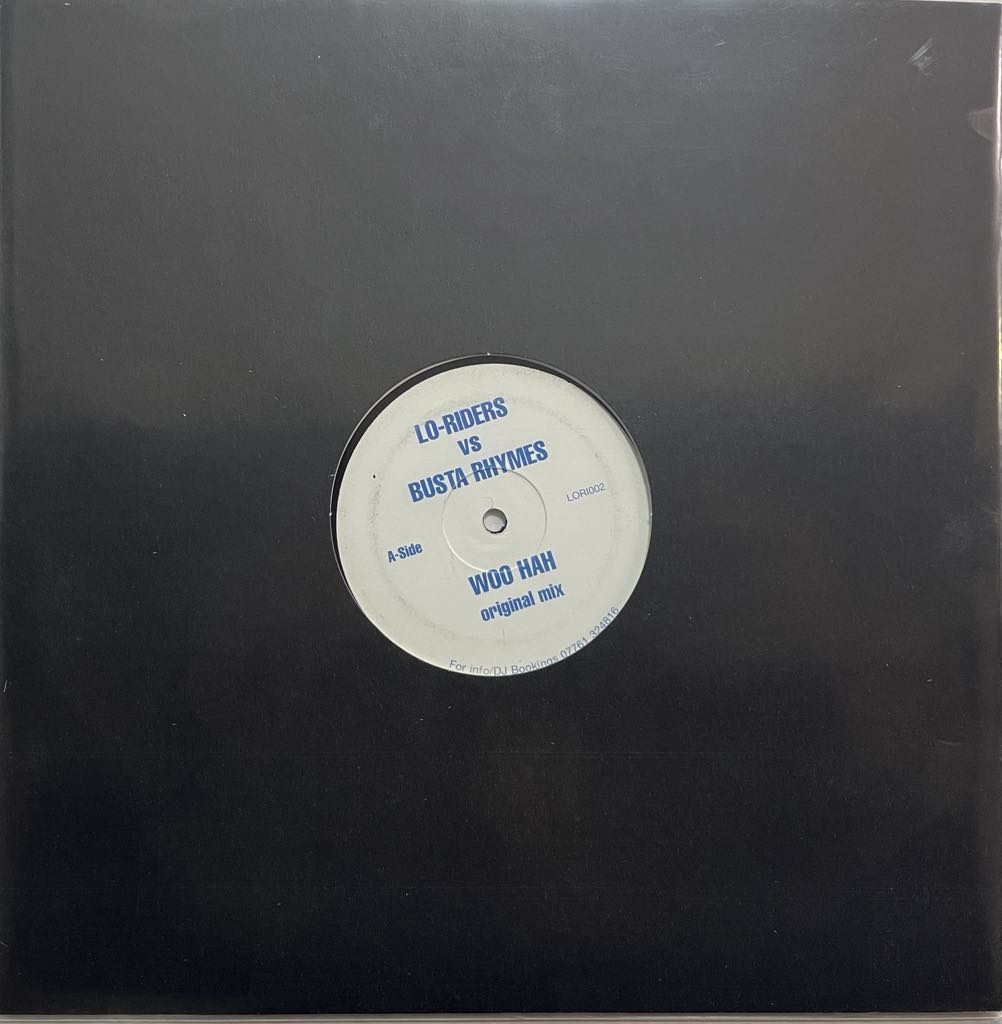 LO-RIDERS
VS
BUSTA RHYMES
LORI002
A-Side
WOO HAH
original mix
For info/DJ Bookings 07761 324816